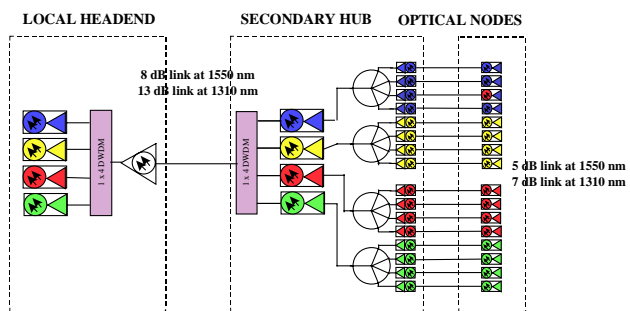 LOCAL HEADEND
SECONDARY HUB
OPTICAL NODES
8 dB link at 1550 nm
13 dB link at 1310 nm
1 x 4 DWDM
1 x 4 DWDM
5 dB link at 1550 nm
7 dB link at 1310 nm